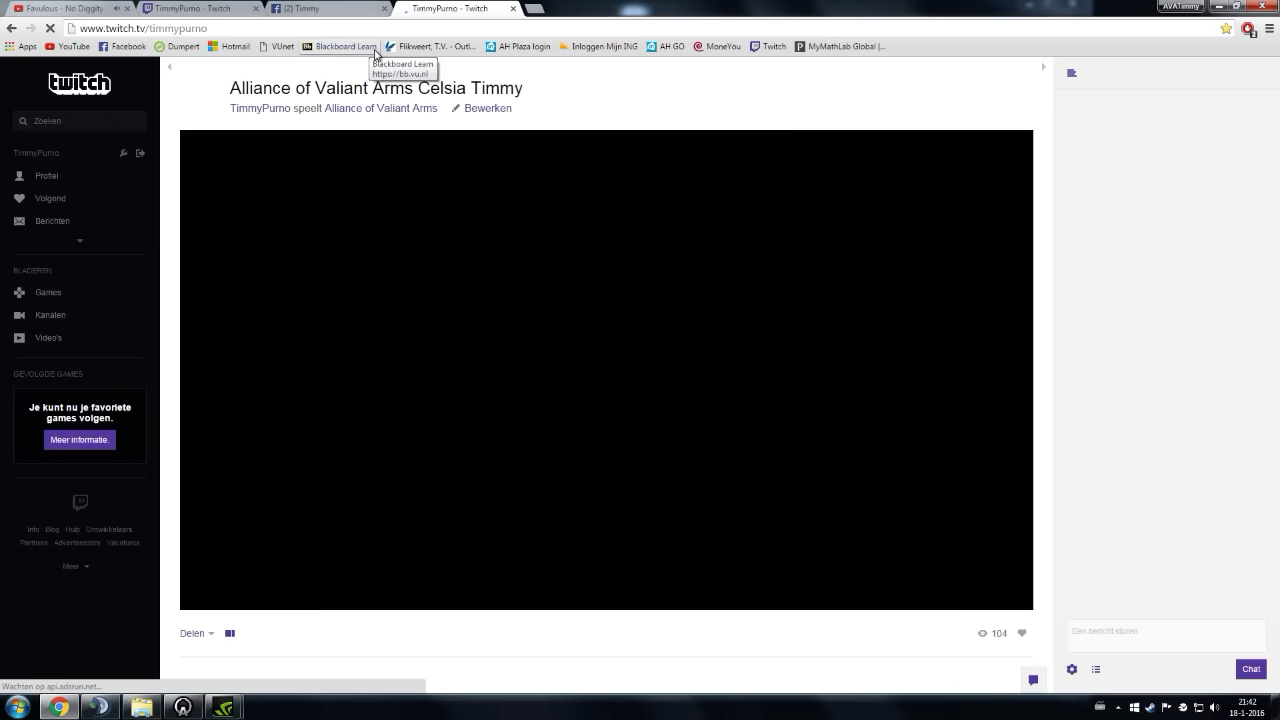 Favulous - No Diggity
TimmyPurno - Twitch
(2) Timmy
TimmyPurno - Twitch
AVATimmy
www.twitch.tv/timmypurno
Apps
YouTube
Facebook
Dumpert
Hotmail
VUnet
Blackboard Learn
Flikweert, T.V. - Outl...
AH Plaza login
Inloggen Mijn ING
AH GO
MoneYou
Twitch
MyMathLab Global |...
Blackboard Learn
https://bb.vu.nl
twitch
Alliance of Valiant Arms Celsia Timmy
TimmyPurno speelt Alliance of Valiant Arms
Bewerken
Zoeken
TimmyPurno
Profiel
Volgend
Berichten
BLADEREN
Games
Kanalen
Video's
GEVOLGDE GAMES
Je kunt nu je favoriete
games volgen.
Meer informatie.
Info Blog Hulp Ontwikkelaars
Partners Adverteerders Vacatures
Meer
Delen
104
Een bericht sturen
Chat
Wachten op api.adsrun.net...
21:42
18-1-2016